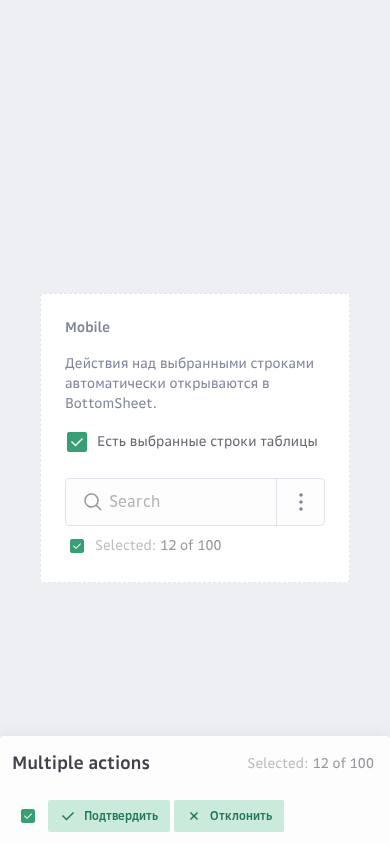 Mobile
Действия над выбранными строками
автоматически открываются в
BottomSheet.
Есть выбранные строки таблицы
Search
Selected: 12 of 100
Multiple actions
Selected: 12 of 100
Подтвердить
Отклонить